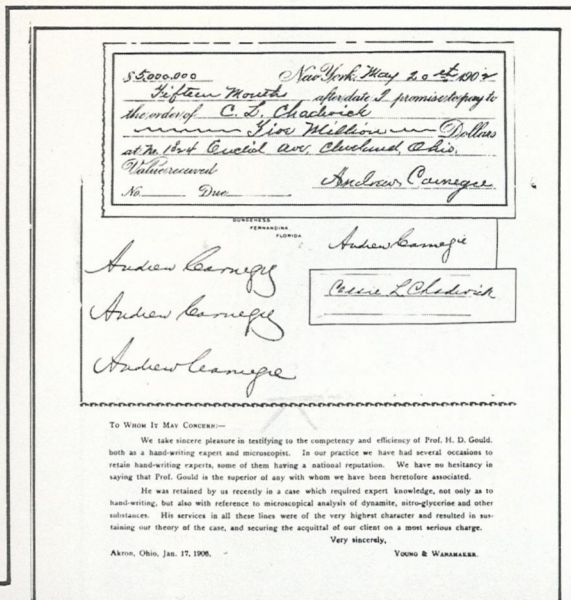 $5,000,000 New York, May 20th 1902
Fifteen Months after date I promise to pay to
the order of C. L. Chadwick
Five Million Dollars
at No. 1824 Euclid Ave, Cleveland, Ohio.
Value received
No. Due Andrew Carnegie
DUNGENESS
FERNANDINA
FLORIDA
Andrew Carnegie
Andrew Carnegie
Cassie L Chadwick
Andrew Carnegie
Andrew Carnegie
TO WHOM IT MAY CONCERN:—
We take sincere pleasure in testifying to the competency and efficiency of Prof. H. D. Gould.
both as a hand-writing expert and microscopist. In our practice we have had several occasions to
retain hand-writing experts, some of them having a national reputation. We have no hesitancy in
saying that Prof. Gould is the superior of any with whom we have been heretofore associated.
He was retained by us recently in a case which required expert knowledge, not only as to
hand-writing, but also with reference to microscopical analysis of dynamite, nitro-glycerine and other
substances. His services in all these lines were of the very highest character and resulted in sus-
taining our theory of the case, and securing the acquittal of our client on a most serious charge.
Very sincerely,
Akron, Ohio, Jan. 17, 1906. YOUNG & WANAMAKER.